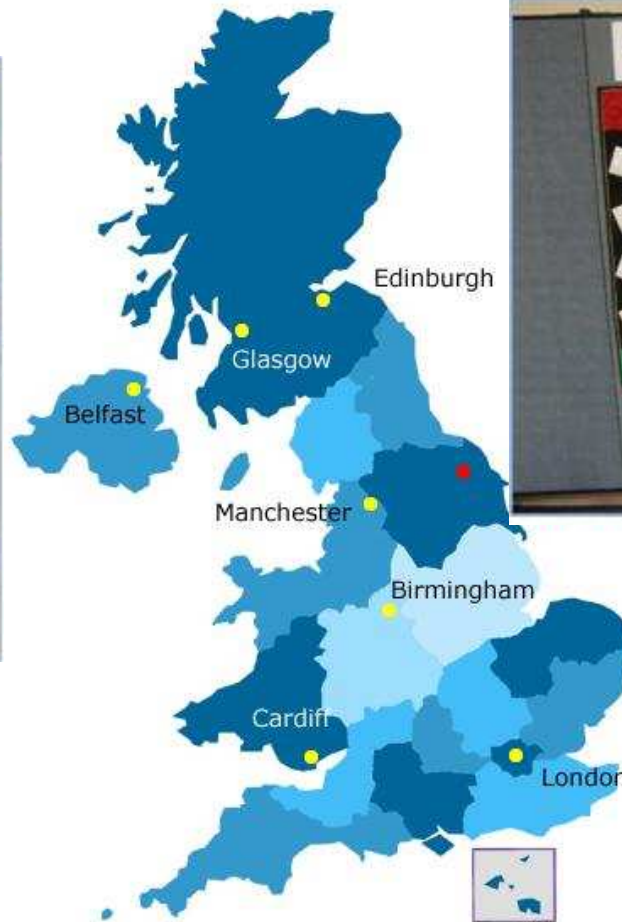 Edinburgh
Glasgow
Belfast
Manchester
Birmingham
Cardiff
London